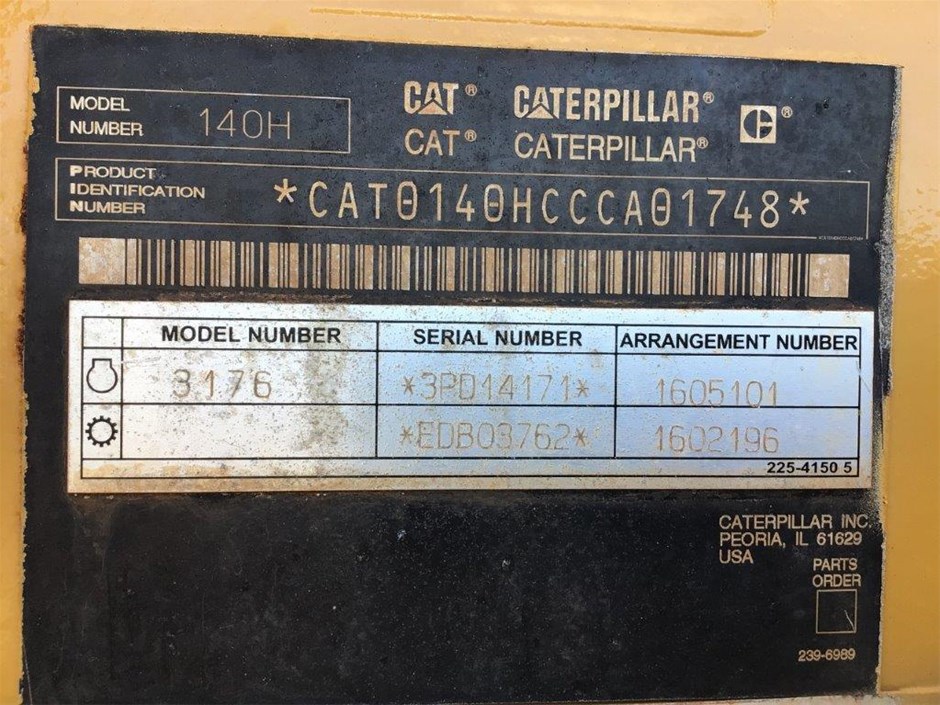 MODEL NUMBER 140H
CAT® CATERPILLAR® C®
CAT® CATERPILLAR®
PRODUCT IDENTIFICATION NUMBER *CAT0140HCCCA01748*
MODEL NUMBER SERIAL NUMBER ARRANGEMENT NUMBER
3176 *3PD14171* 1605101
*EDB03762* 1602196
225-4150 5
CATERPILLAR INC.
PEORIA, IL 61629
USA
PARTS
ORDER
239-6989